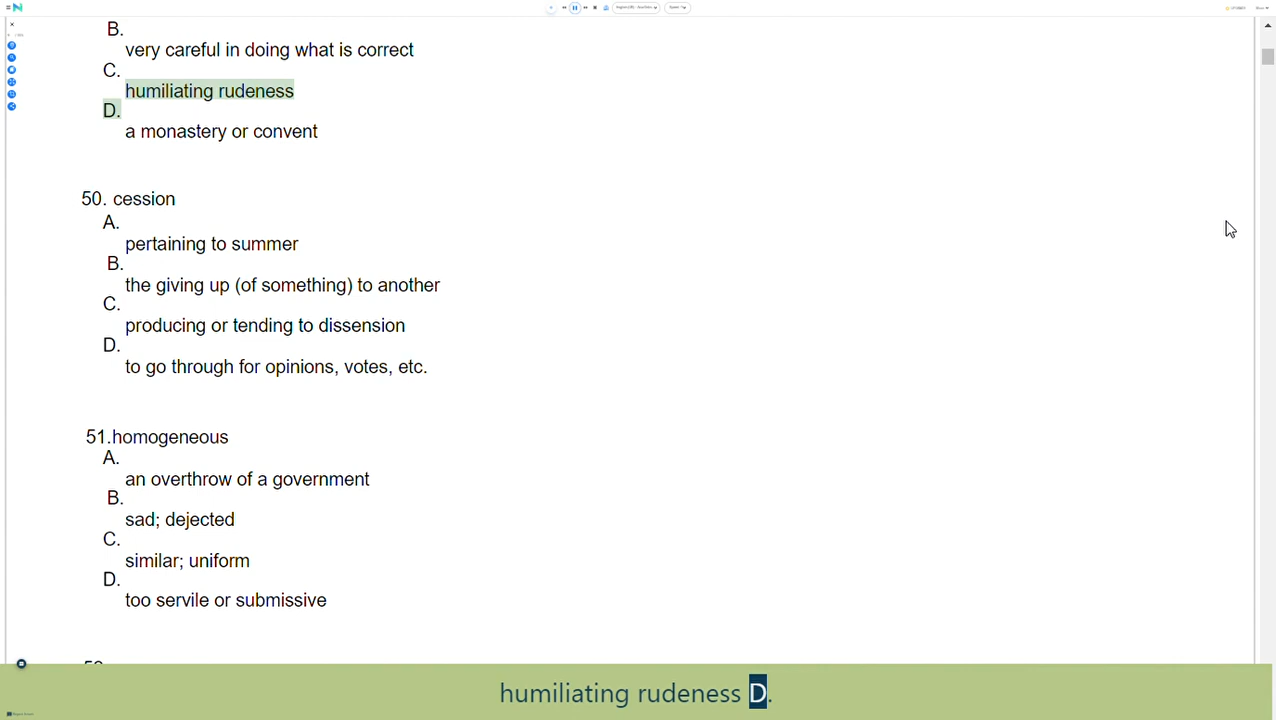 B.
very careful in doing what is correct
C.
humiliating rudeness
D.
a monastery or convent
50. cession
A.
pertaining to summer
B.
the giving up (of something) to another
C.
producing or tending to dissension
D.
to go through for opinions, votes, etc.
51.homogeneous
A.
an overthrow of a government
B.
sad; dejected
C.
similar; uniform
D.
too servile or submissive
humiliating rudeness D.